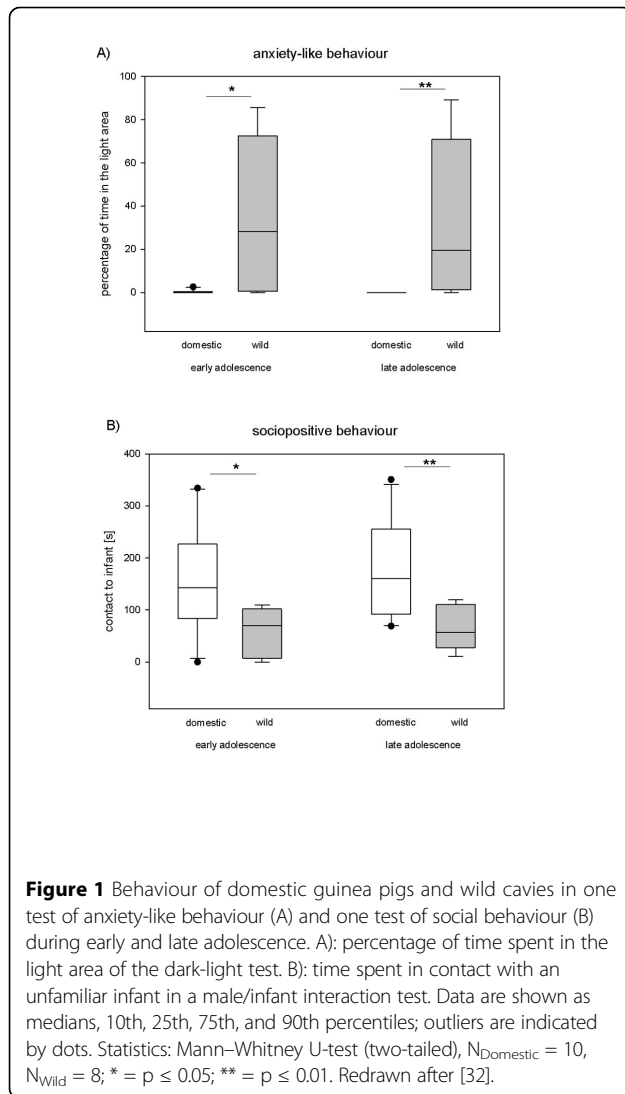 A)
anxiety-like behaviour
100
*
**
80
60
40
20
0
percentage of time in the light area
domestic wild domestic wild
early adolescence late adolescence
B)
sociopositive behaviour
400
*
**
300
200
100
0
contact to infant [s]
domestic wild domestic wild
early adolescence late adolescence
Figure 1 Behaviour of domestic guinea pigs and wild cavies in one
test of anxiety-like behaviour (A) and one test of social behaviour (B)
during early and late adolescence. A): percentage of time spent in the
light area of the dark-light test. B): time spent in contact with an
unfamiliar infant in a male/infant interaction test. Data are shown as
medians, 10th, 25th, 75th, and 90th percentiles; outliers are indicated
by dots. Statistics: Mann–Whitney U-test (two-tailed), NDomestic = 10,
NWild = 8; * = p ≤ 0.05; ** = p ≤ 0.01. Redrawn after [32].